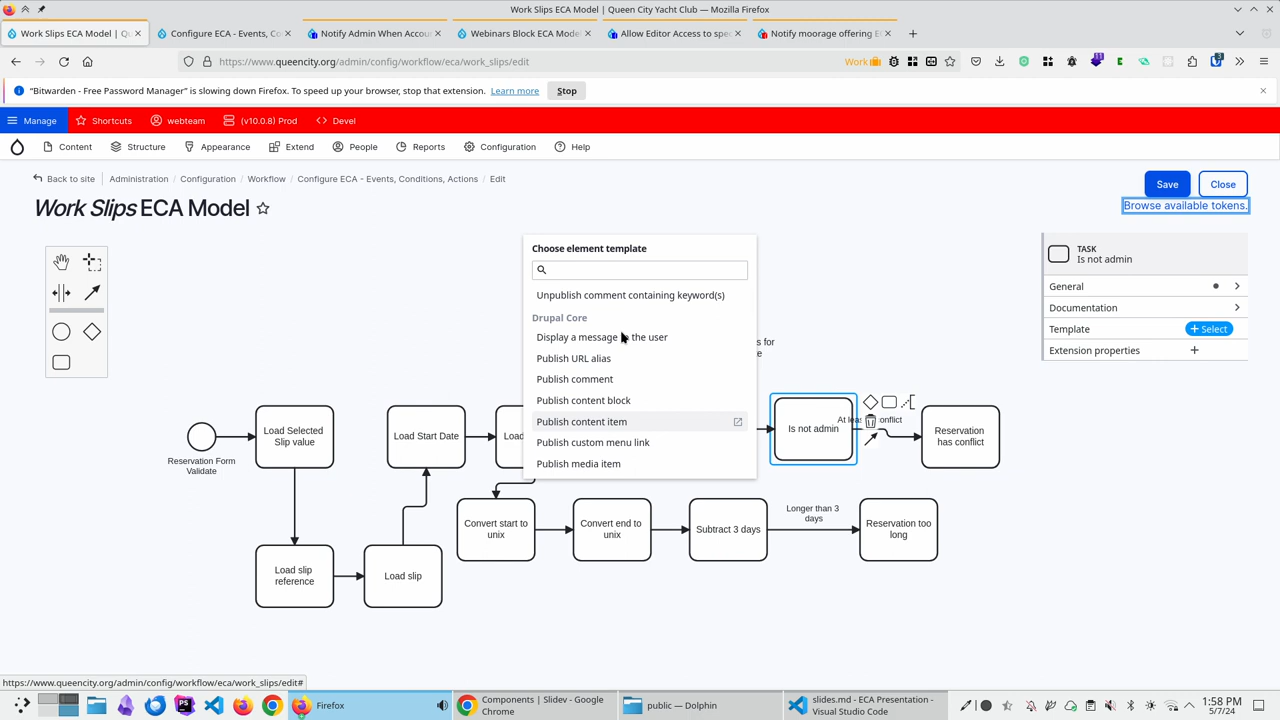 Work Slips ECA Model | Queen City Yacht Club — Mozilla Firefox
Work Slips ECA Model | Qu
Configure ECA - Events, Co
Notify Admin When Accou
Webinars Block ECA Model
Allow Editor Access to spec
Notify moorage offering E
https://www.queencity.org/admin/config/workflow/eca/work_slips/edit
Work
“Bitwarden - Free Password Manager” is slowing down Firefox. To speed up your browser, stop that extension. Learn more Stop
Manage
Shortcuts
webteam
(v10.0.8) Prod
Devel
Content
Structure
Appearance
Extend
People
Reports
Configuration
Help
Back to site
Administration / Configuration / Workflow / Configure ECA - Events, Conditions, Actions / Edit
Save
Close
Browse available tokens.
Work Slips ECA Model
TASK
Is not admin
General
Documentation
Template
+ Select
Extension properties
Choose element template
Unpublish comment containing keyword(s)
Drupal Core
Display a message to the user
Publish URL alias
Publish comment
Publish content block
Publish content item
Publish custom menu link
Publish media item
s for
Reservation Form
Validate
Load Selected
Slip value
Load Start Date
Load
Is not admin
Reservation
has conflict
Convert start to
unix
Convert end to
unix
Subtract 3 days
Longer than 3
days
Reservation too
long
Load slip
reference
Load slip
https://www.queencity.org/admin/config/workflow/eca/work_slips/edit#
Firefox
Components | Slidev - Google
Chrome
public — Dolphin
slides.md - ECA Presentation -
Visual Studio Code
1:58 PM
5/7/24